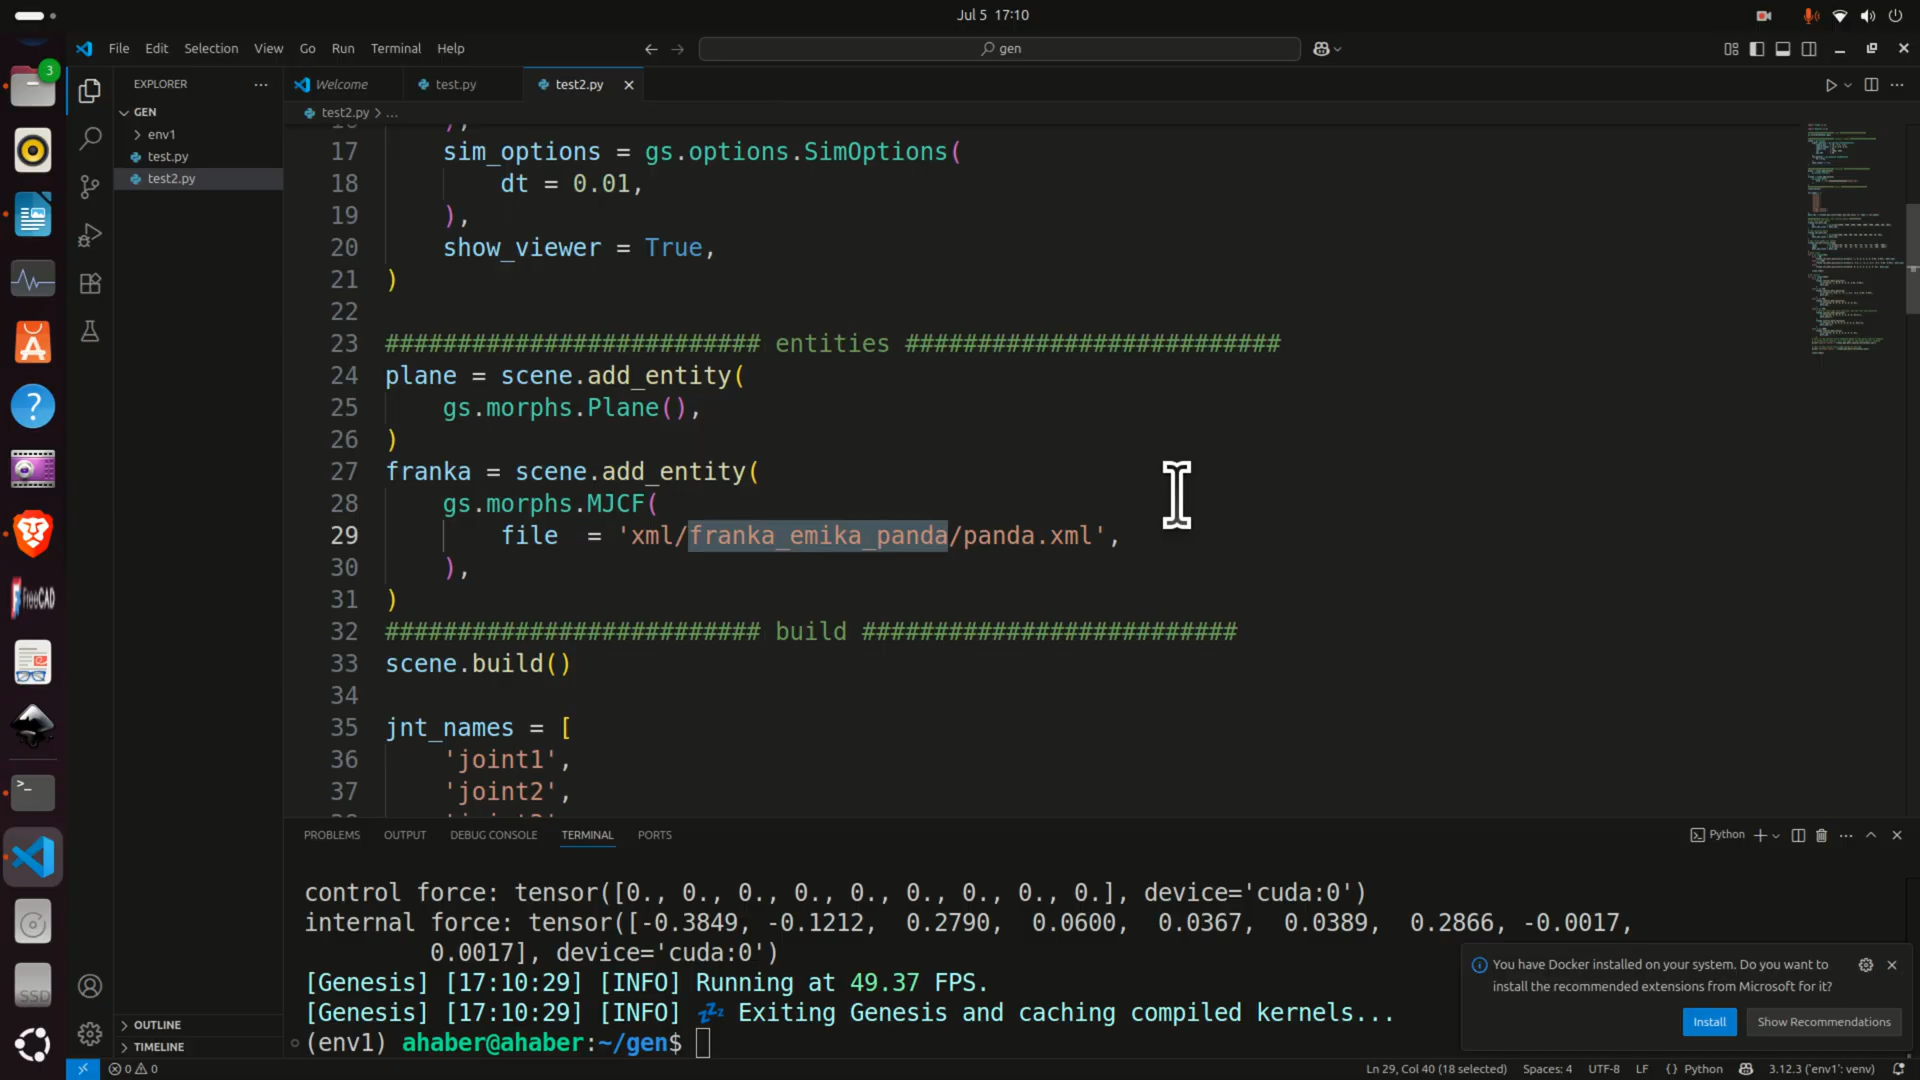 Jul 5 17:10
File Edit Selection View Go Run Terminal Help
gen
3
EXPLORER
GEN
env1
test.py
test2.py
OUTLINE
TIMELINE
Welcome
test.py
test2.py
test2.py > ...
),
17 sim_options = gs.options.SimOptions(
18 dt = 0.01,
19 ),
20 show_viewer = True,
21 )
22
23 ########################## entities ##########################
24 plane = scene.add_entity(
25 gs.morphs.Plane(),
26 )
27 franka = scene.add_entity(
28 gs.morphs.MJCF(
29 file  = 'xml/franka_emika_panda/panda.xml',
30 ),
31 )
32 ########################## build ##########################
33 scene.build()
34
35 jnt_names = [
36 'joint1',
37 'joint2',
PROBLEMS OUTPUT DEBUG CONSOLE TERMINAL PORTS
Python
control force: tensor([0., 0., 0., 0., 0., 0., 0., 0., 0.], device='cuda:0')
internal force: tensor([-0.3849, -0.1212,  0.2790,  0.0600,  0.0367,  0.0389,  0.2866, -0.0017,
0.0017], device='cuda:0')
[Genesis] [17:10:29] [INFO] Running at 49.37 FPS.
[Genesis] [17:10:29] [INFO] 💤 Exiting Genesis and caching compiled kernels...
(env1) ahaber@ahaber:~/gen$
You have Docker installed on your system. Do you want to
install the recommended extensions from Microsoft for it?
Install
Show Recommendations
FreeCAD
SSD
0 0
Ln 29, Col 40 (18 selected) Spaces: 4 UTF-8 LF {} Python 3.12.3 ('env1': venv)